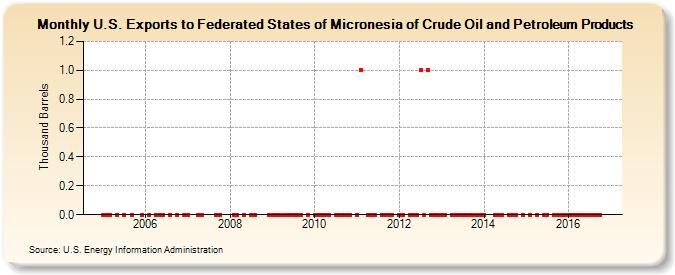 Monthly U.S. Exports to Federated States of Micronesia of Crude Oil and Petroleum Products
Thousand Barrels
1.2
1.0
0.8
0.6
0.4
0.2
0.0
2006 2008 2010 2012 2014 2016
Source: U.S. Energy Information Administration